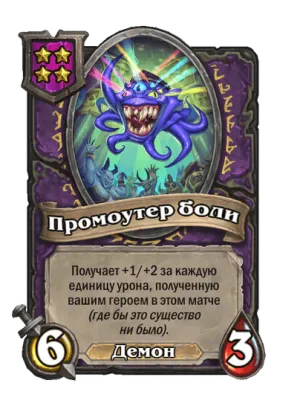 Промоутер боли
Получает +1/+2 за каждую
единицу урона, полученную
вашим героем в этом матче
(где бы это существо
ни было).
6
Демон
3